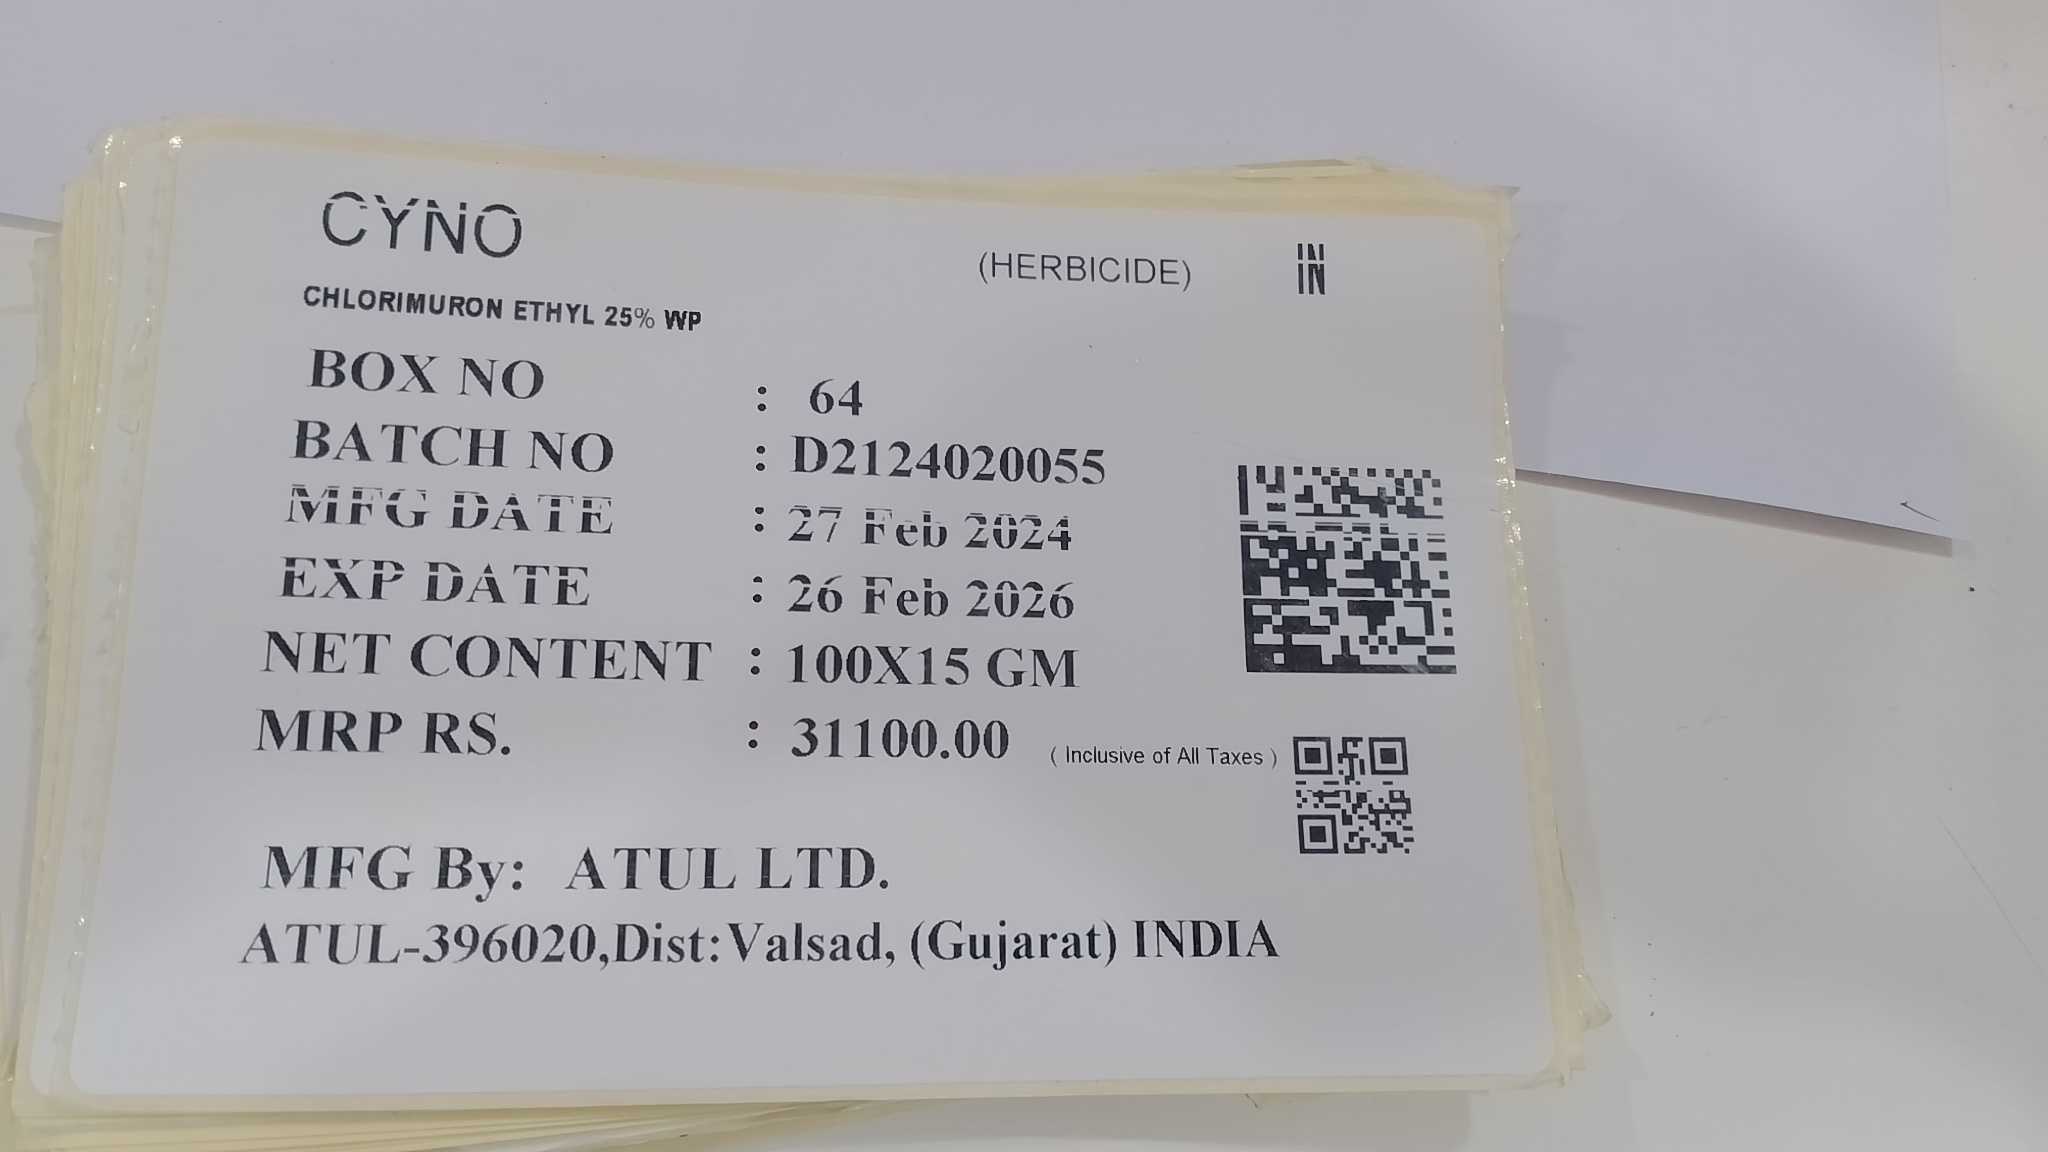 CYNO (HERBICIDE) IN
CHLORIMURON ETHYL 25% WP
BOX NO : 64
BATCH NO : D2124020055
MFG DATE : 27 Feb 2024
EXP DATE : 26 Feb 2026
NET CONTENT : 100X15 GM
MRP RS. : 31100.00 ( Inclusive of All Taxes )
MFG By: ATUL LTD.
ATUL-396020,Dist:Valsad, (Gujarat) INDIA